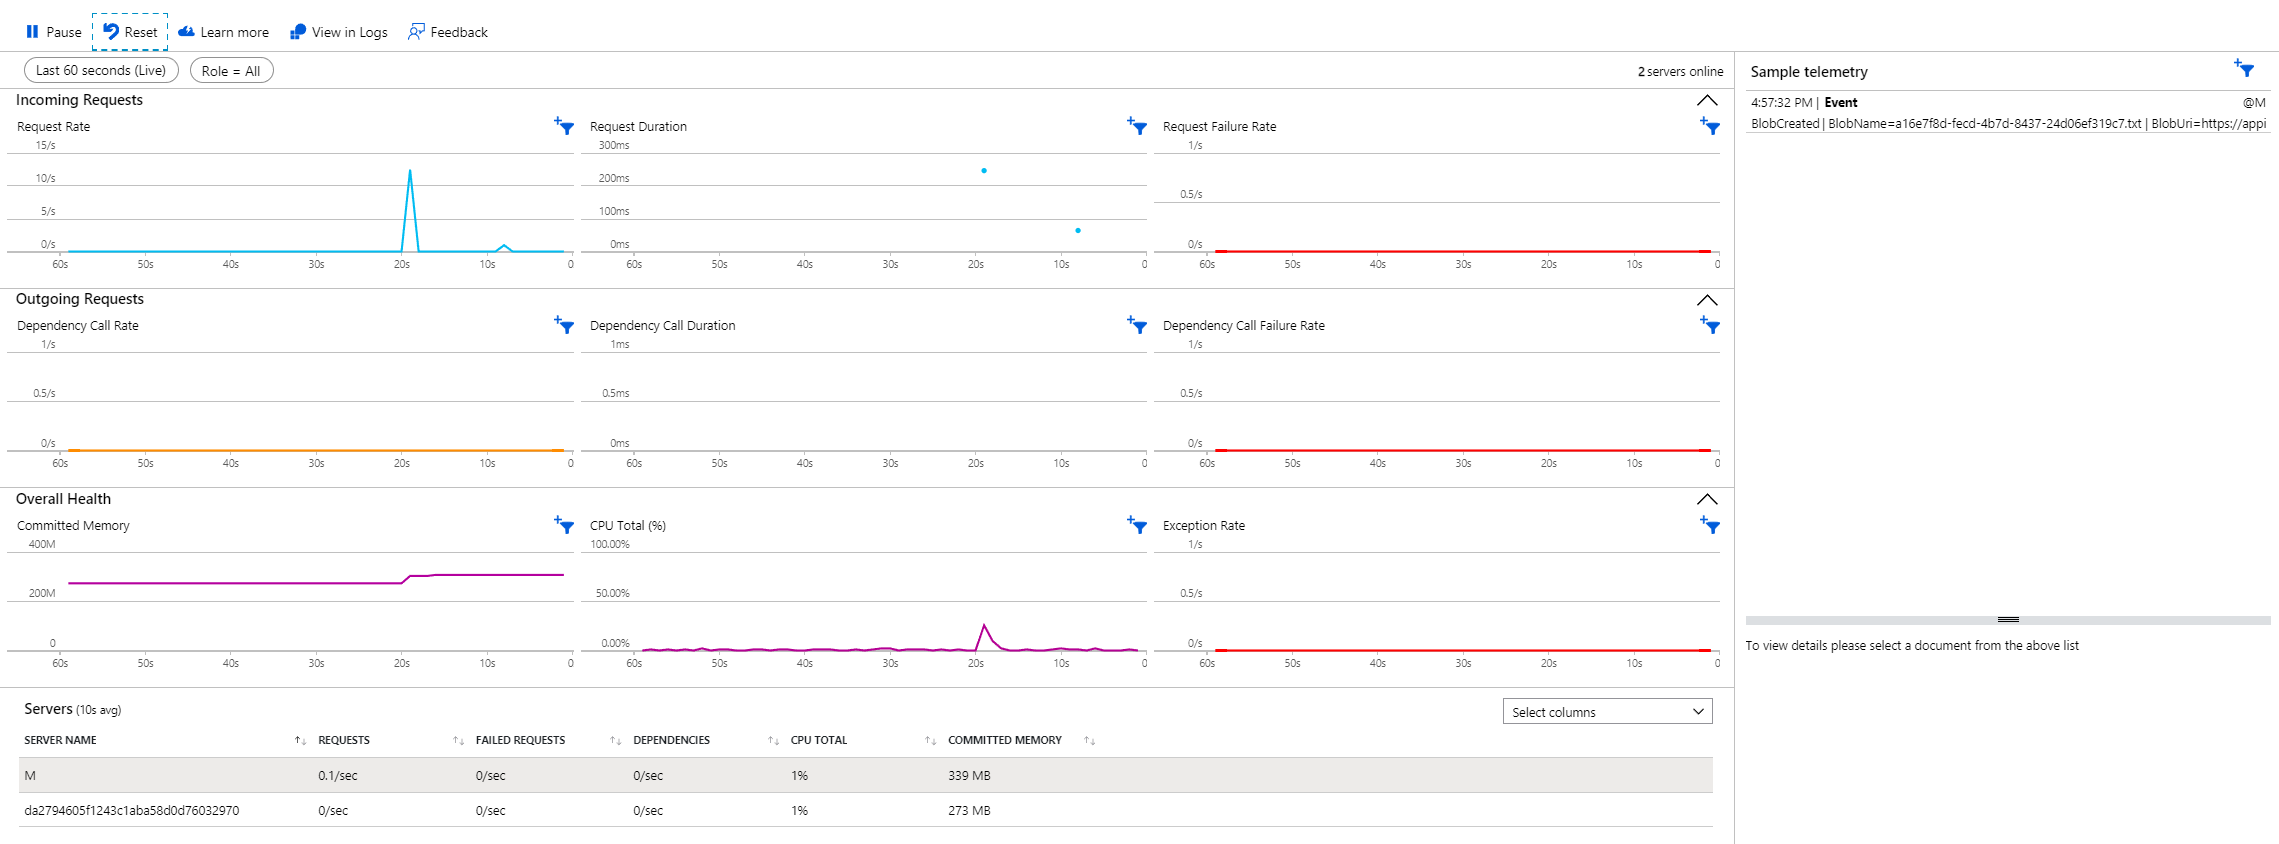 Pause Reset Learn more View in Logs Feedback
Last 60 seconds (Live) Role = All 2 servers online
Incoming Requests
Request Rate
15/s
10/s
5/s
0/s
60s 50s 40s 30s 20s 10s 0
Request Duration
300ms
200ms
100ms
0ms
60s 50s 40s 30s 20s 10s 0
Request Failure Rate
1/s
0.5/s
0/s
60s 50s 40s 30s 20s 10s 0
Outgoing Requests
Dependency Call Rate
1/s
0.5/s
0/s
60s 50s 40s 30s 20s 10s 0
Dependency Call Duration
1ms
0.5ms
0ms
60s 50s 40s 30s 20s 10s 0
Dependency Call Failure Rate
1/s
0.5/s
0/s
60s 50s 40s 30s 20s 10s 0
Overall Health
Committed Memory
400M
200M
0
60s 50s 40s 30s 20s 10s 0
CPU Total (%)
100.00%
50.00%
0.00%
60s 50s 40s 30s 20s 10s 0
Exception Rate
1/s
0.5/s
0/s
60s 50s 40s 30s 20s 10s 0
Servers (10s avg)
Select columns
SERVER NAME REQUESTS FAILED REQUESTS DEPENDENCIES CPU TOTAL COMMITTED MEMORY
M 0.1/sec 0/sec 0/sec 1% 339 MB
da2794605f1243c1aba58d0d76032970 0/sec 0/sec 0/sec 1% 273 MB
Sample telemetry
4:57:32 PM | Event @M
BlobCreated | BlobName=a16e7f8d-fecd-4b7d-8437-24d06ef319c7.txt | BlobUri=https://appi
To view details please select a document from the above list